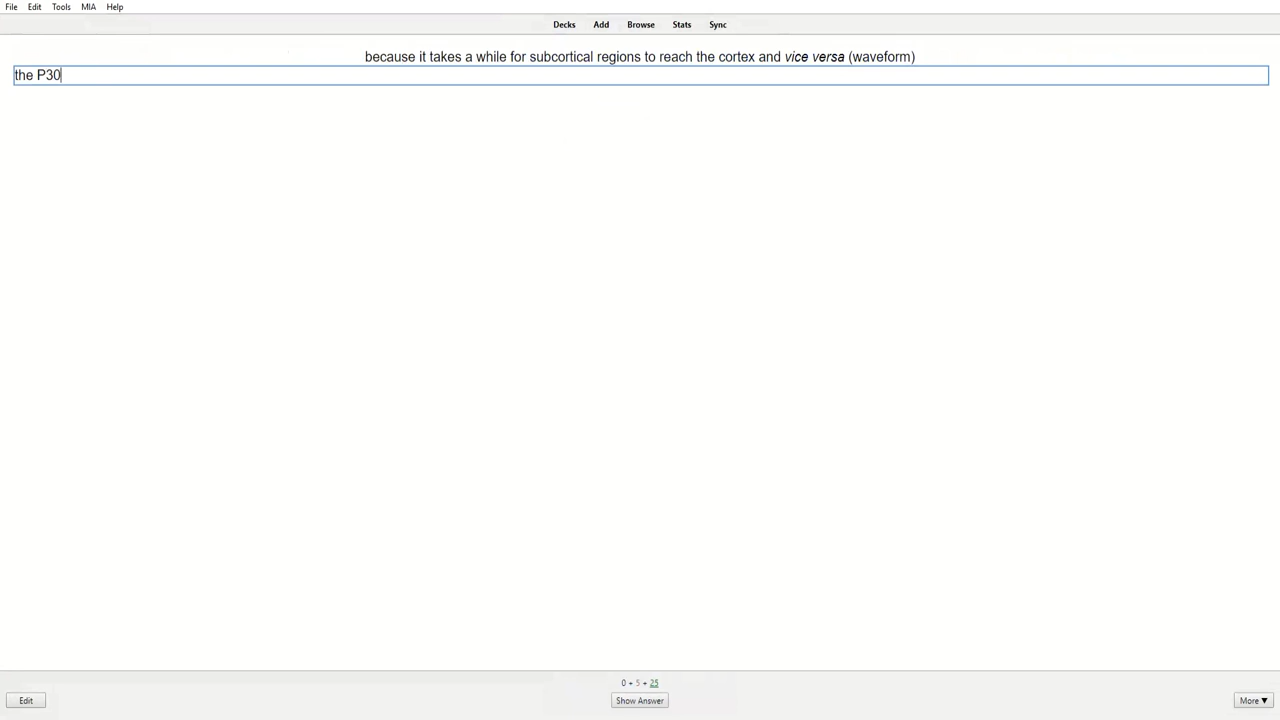 File Edit Tools MIA Help
Decks Add Browse Stats Sync
because it takes a while for subcortical regions to reach the cortex and vice versa (waveform)
the P30
0 + 5 + 25
Edit Show Answer More ▼